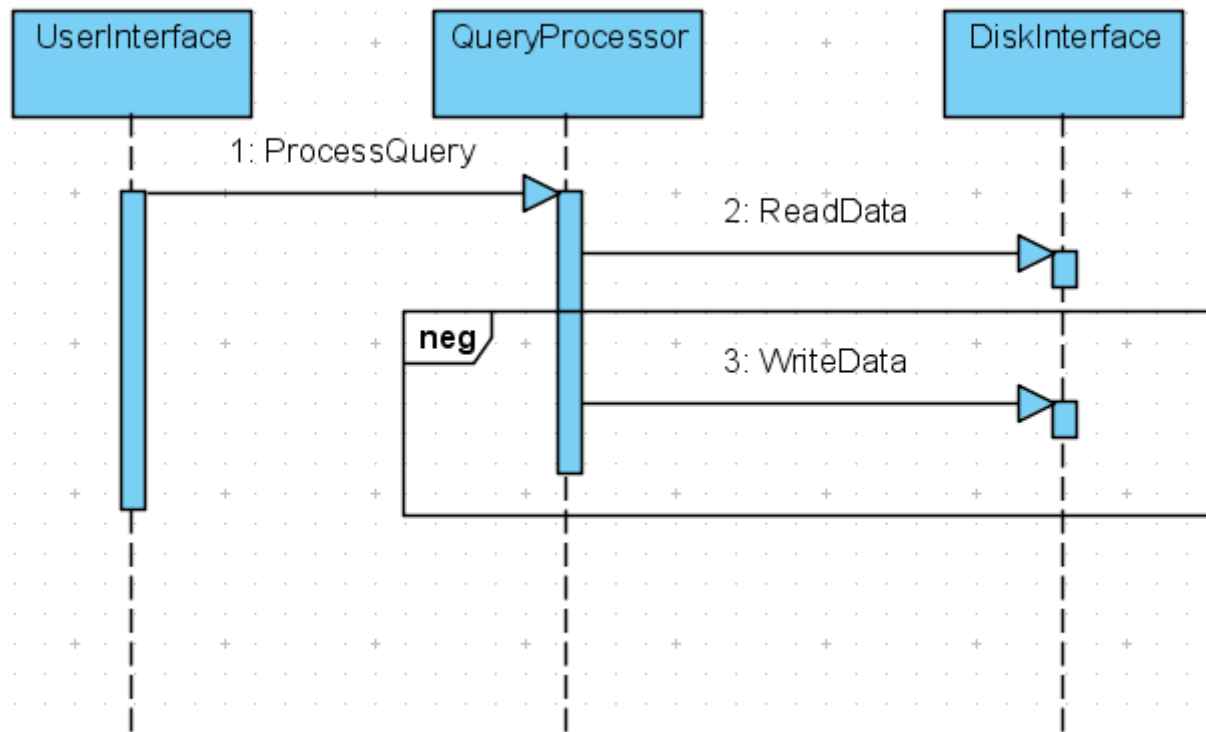 UserInterface
QueryProcessor
DiskInterface
1: ProcessQuery
2: ReadData
neg
3: WriteData